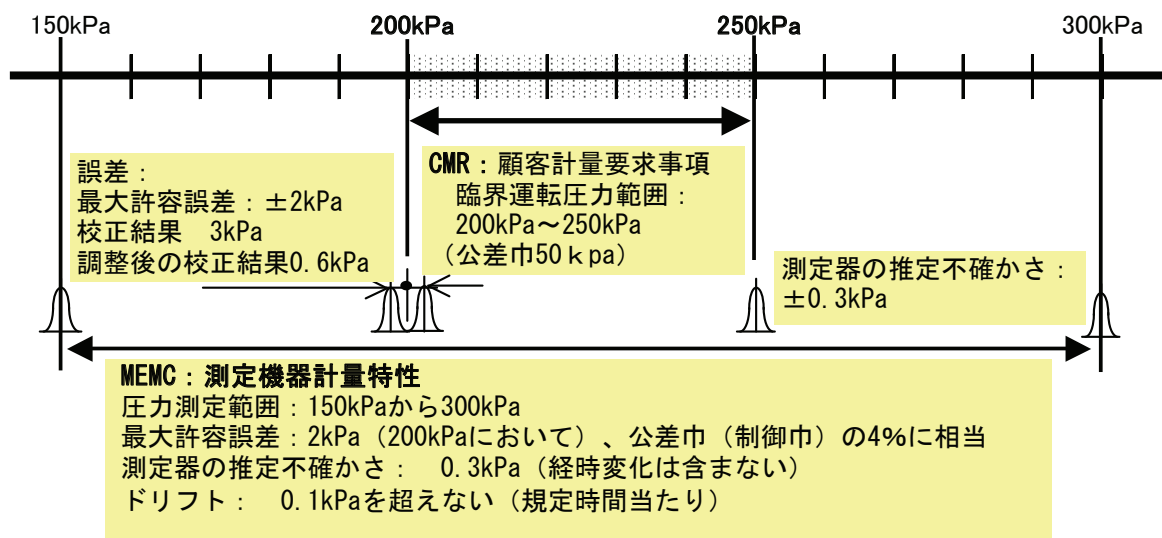 150kPa
200kPa
250kPa
300kPa
誤差：
最大許容誤差：±2kPa
校正結果　3kPa
調整後の校正結果0.6kPa
CMR：顧客計量要求事項
臨界運転圧力範囲：
200kPa～250kPa
（公差巾50ｋpa）
測定器の推定不確かさ：
±0.3kPa
MEMC：測定機器計量特性
圧力測定範囲：150kPaから300kPa
最大許容誤差：2kPa（200kPaにおいて）、公差巾（制御巾）の4%に相当
測定器の推定不確かさ：　0.3kPa（経時変化は含まない）
ドリフト：　0.1kPaを超えない（規定時間当たり）